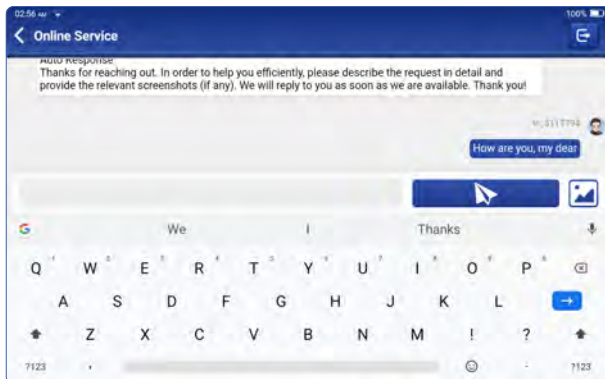 02:56 AM
100%
Online Service
Auto Response
Thanks for reaching out. In order to help you efficiently, please describe the request in detail and
provide the relevant screenshots (if any). We will reply to you as soon as we are available. Thank you!
How are you, my dear
G We I Thanks
Q W E R T Y U I O P
A S D F G H J K L
Z X C V B N M ! ?
?123 , . ?123